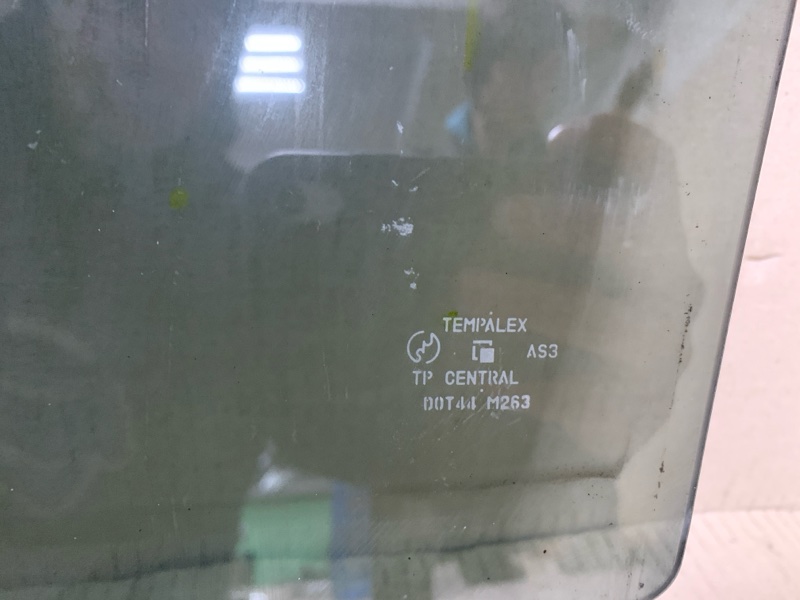 TEMPALEX
AS3
TP CENTRAL
DOT44 M263